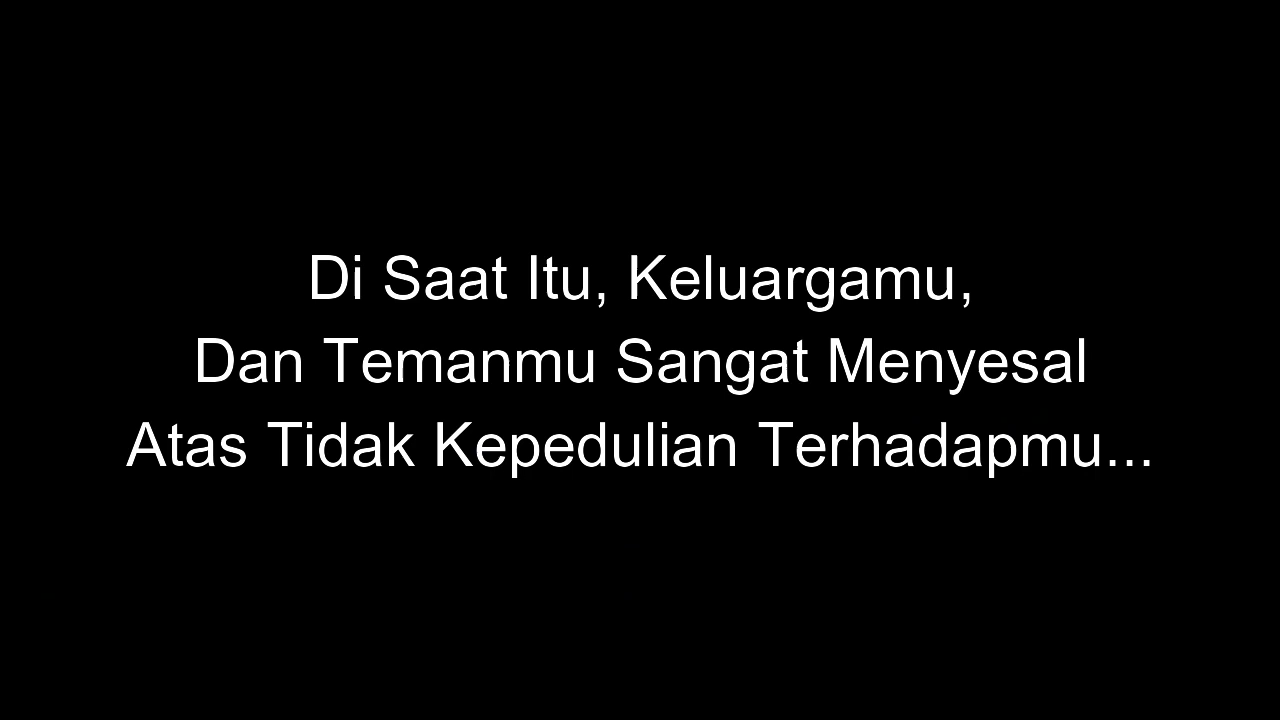 Di Saat Itu, Keluargamu,
Dan Temanmu Sangat Menyesal
Atas Tidak Kepedulian Terhadapmu...